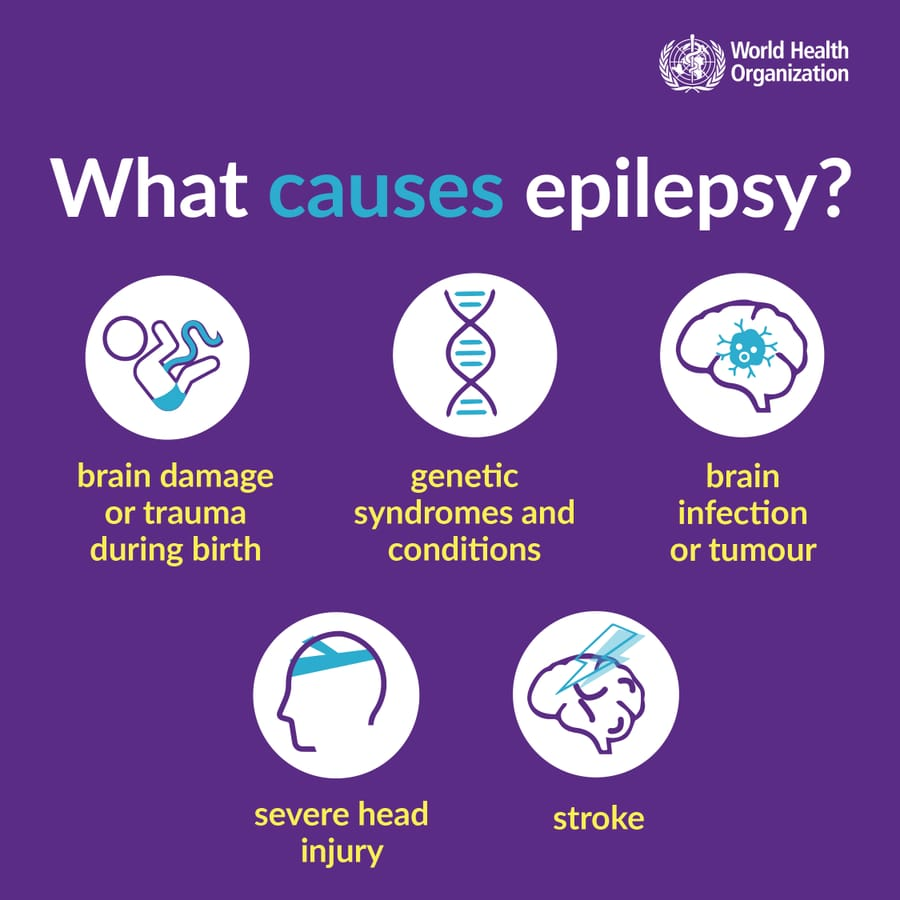 World Health
Organization
What causes epilepsy?
brain damage
or trauma
during birth
genetic
syndromes and
conditions
brain
infection
or tumour
severe head
injury
stroke